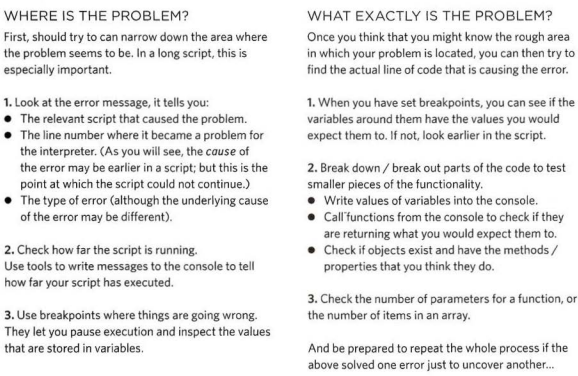 WHERE IS THE PROBLEM?
First, should try to can narrow down the area where
the problem seems to be. In a long script, this is
especially important.
1. Look at the error message, it tells you:
● The relevant script that caused the problem.
● The line number where it became a problem for
the interpreter. (As you will see, the cause of
the error may be earlier in a script; but this is the
point at which the script could not continue.)
● The type of error (although the underlying cause
of the error may be different).
2. Check how far the script is running.
Use tools to write messages to the console to tell
how far your script has executed.
3. Use breakpoints where things are going wrong.
They let you pause execution and inspect the values
that are stored in variables.
WHAT EXACTLY IS THE PROBLEM?
Once you think that you might know the rough area
in which your problem is located, you can then try to
find the actual line of code that is causing the error.
1. When you have set breakpoints, you can see if the
variables around them have the values you would
expect them to. If not, look earlier in the script.
2. Break down / break out parts of the code to test
smaller pieces of the functionality.
● Write values of variables into the console.
● Call functions from the console to check if they
are returning what you would expect them to.
● Check if objects exist and have the methods /
properties that you think they do.
3. Check the number of parameters for a function, or
the number of items in an array.
And be prepared to repeat the whole process if the
above solved one error just to uncover another...